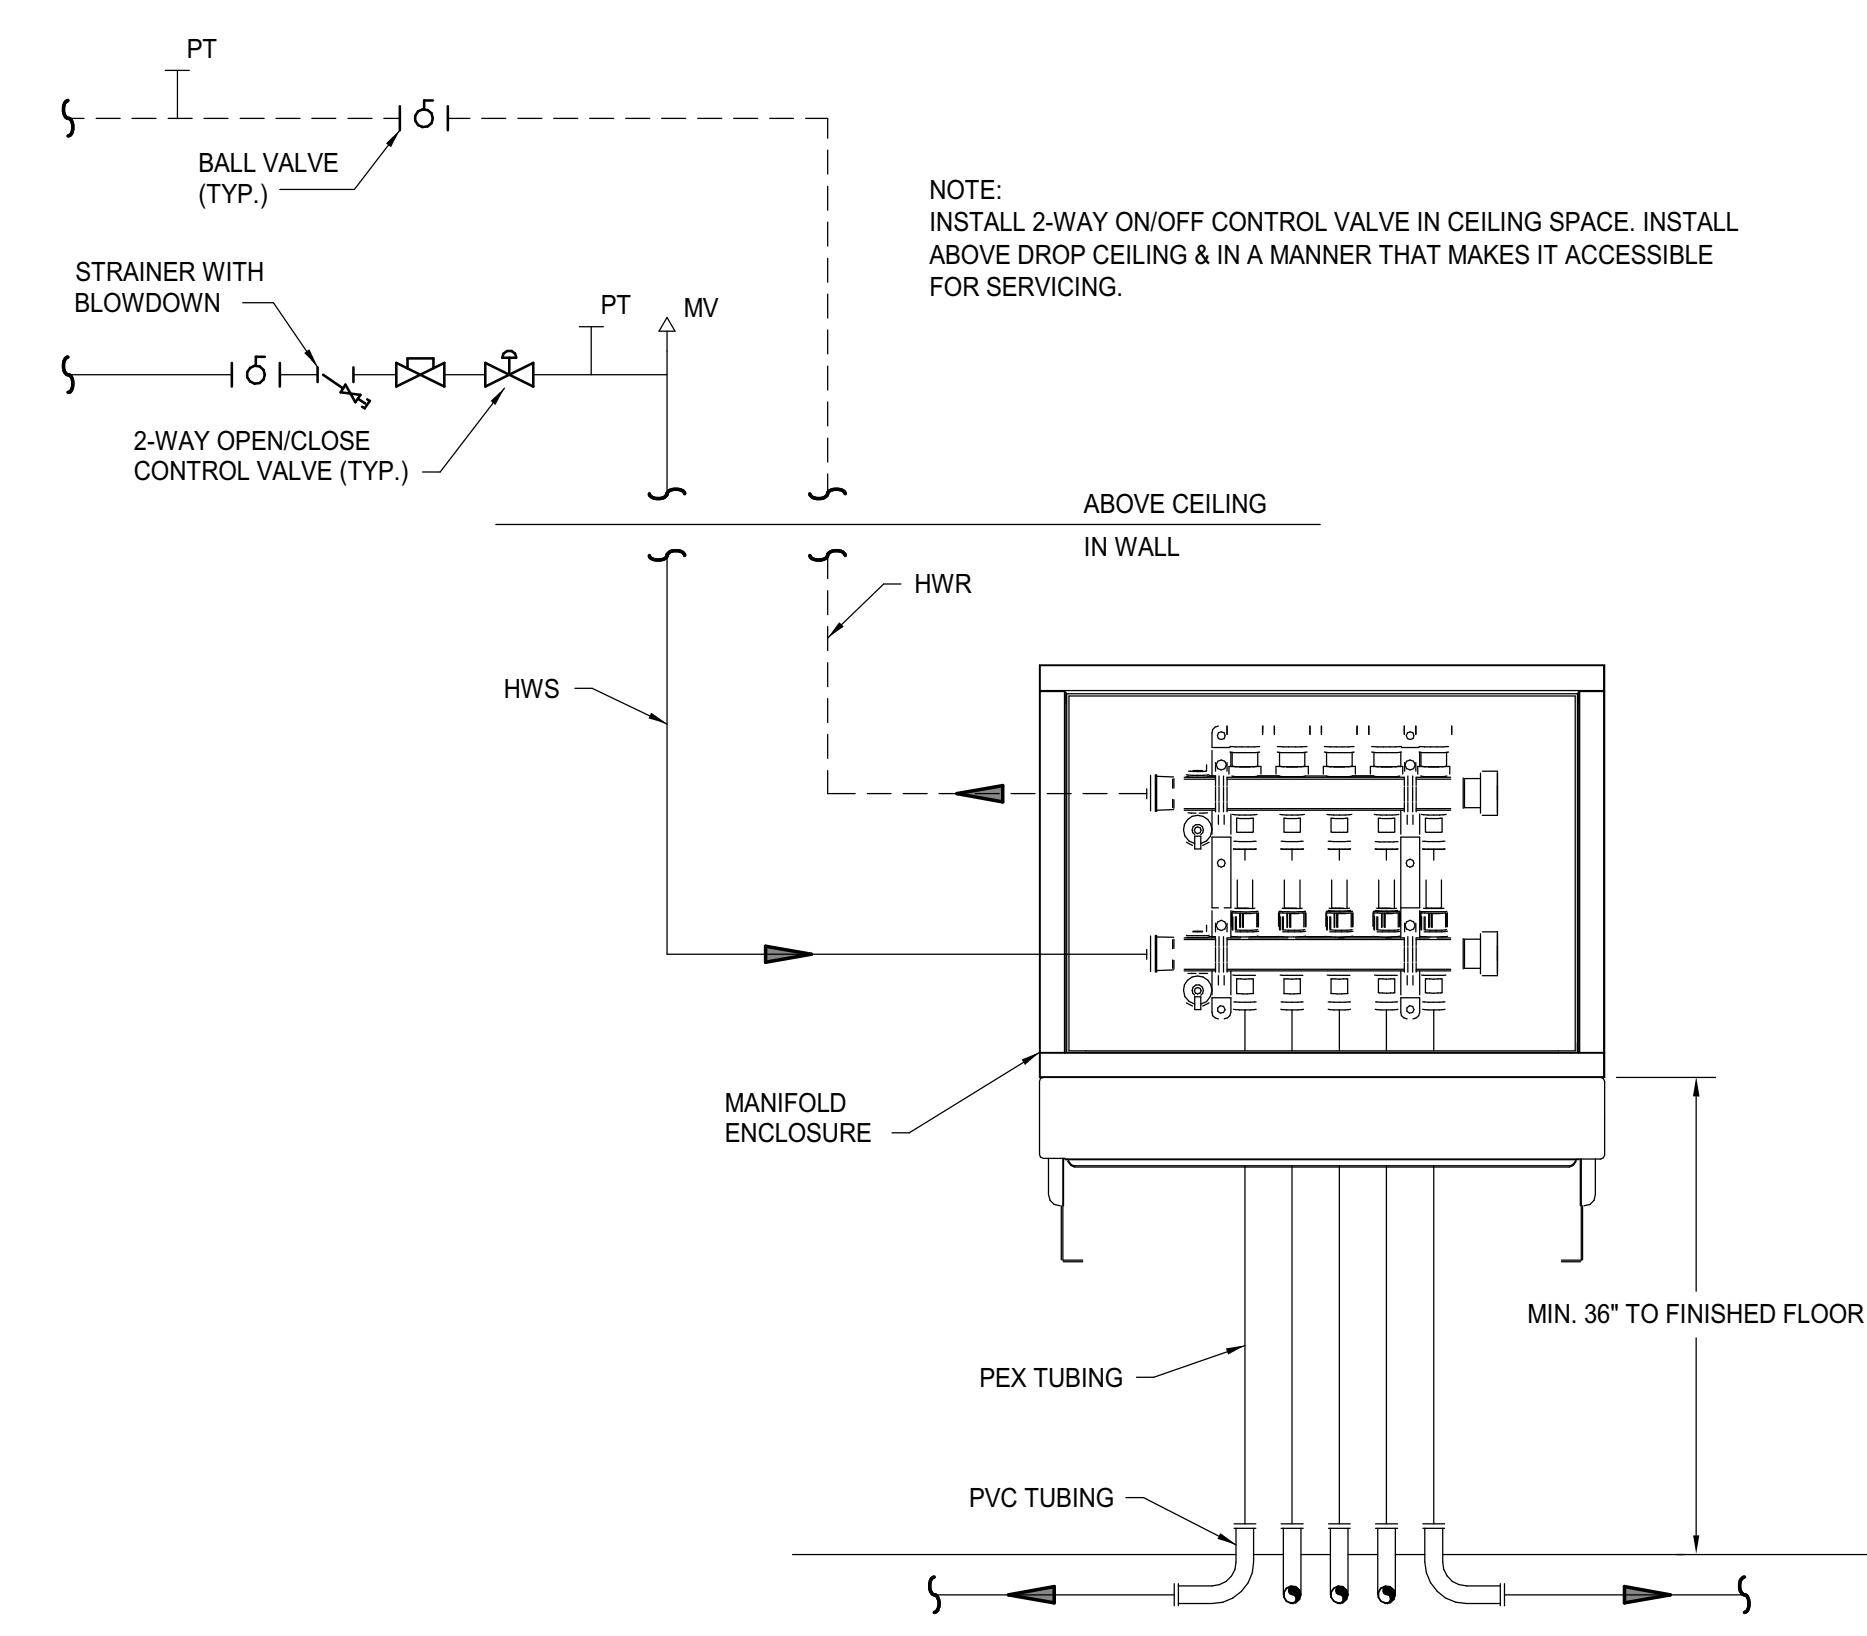 PT
BALL VALVE
(TYP.)
NOTE:
INSTALL 2-WAY ON/OFF CONTROL VALVE IN CEILING SPACE. INSTALL
ABOVE DROP CEILING & IN A MANNER THAT MAKES IT ACCESSIBLE
FOR SERVICING.
STRAINER WITH
BLOWDOWN
PT
MV
2-WAY OPEN/CLOSE
CONTROL VALVE (TYP.)
ABOVE CEILING
IN WALL
HWR
HWS
MANIFOLD
ENCLOSURE
MIN. 36" TO FINISHED FLOOR
PEX TUBING
PVC TUBING